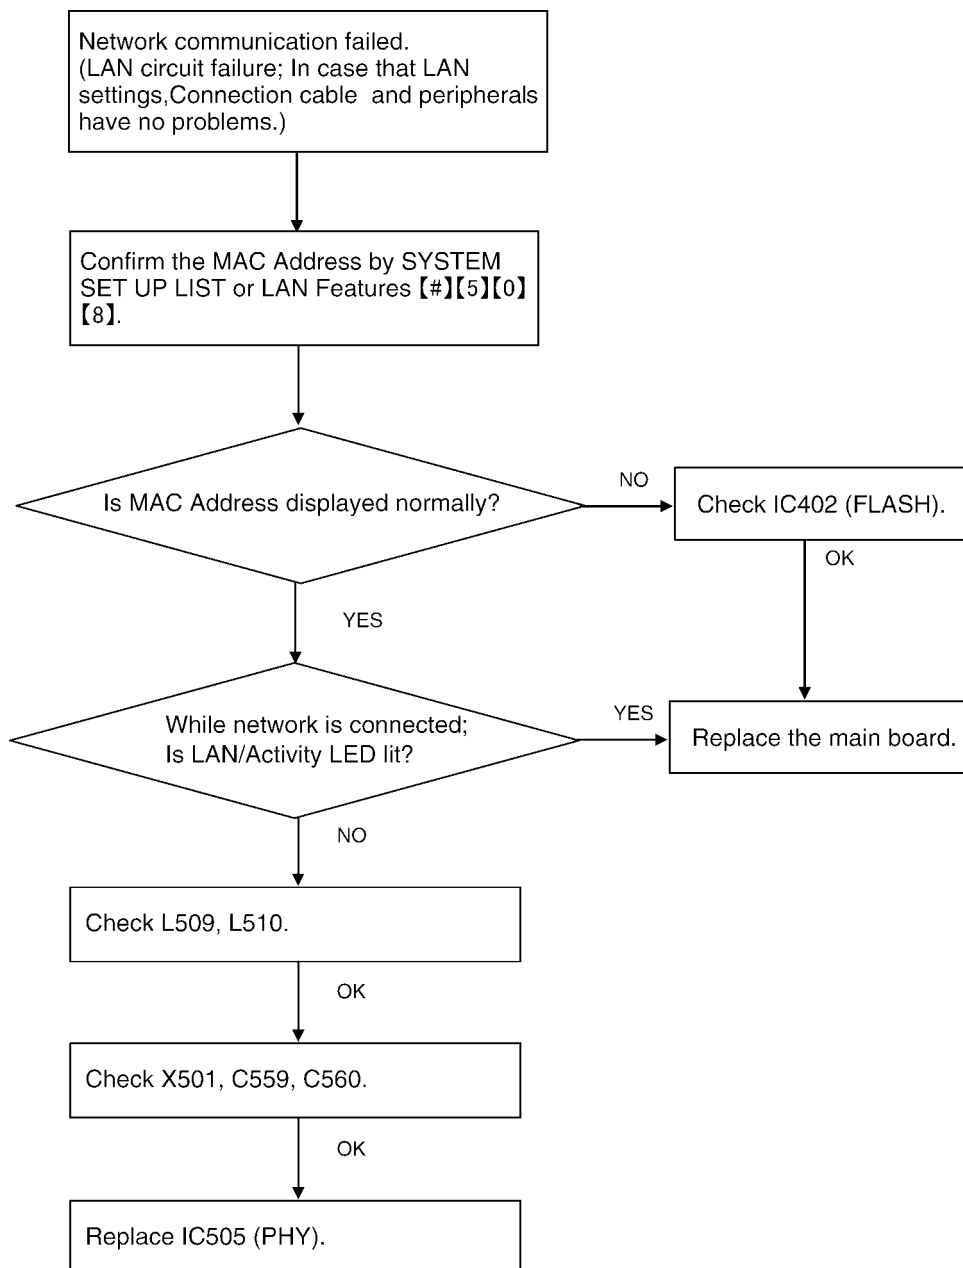 Network communication failed.
(LAN circuit failure; In case that LAN
settings,Connection cable and peripherals
have no problems.)
Confirm the MAC Address by SYSTEM
SET UP LIST or LAN Features 【#】【5】【0】
【8】.
Is MAC Address displayed normally?
NO
Check IC402 (FLASH).
OK
YES
While network is connected;
Is LAN/Activity LED lit?
YES
Replace the main board.
NO
Check L509, L510.
OK
Check X501, C559, C560.
OK
Replace IC505 (PHY).